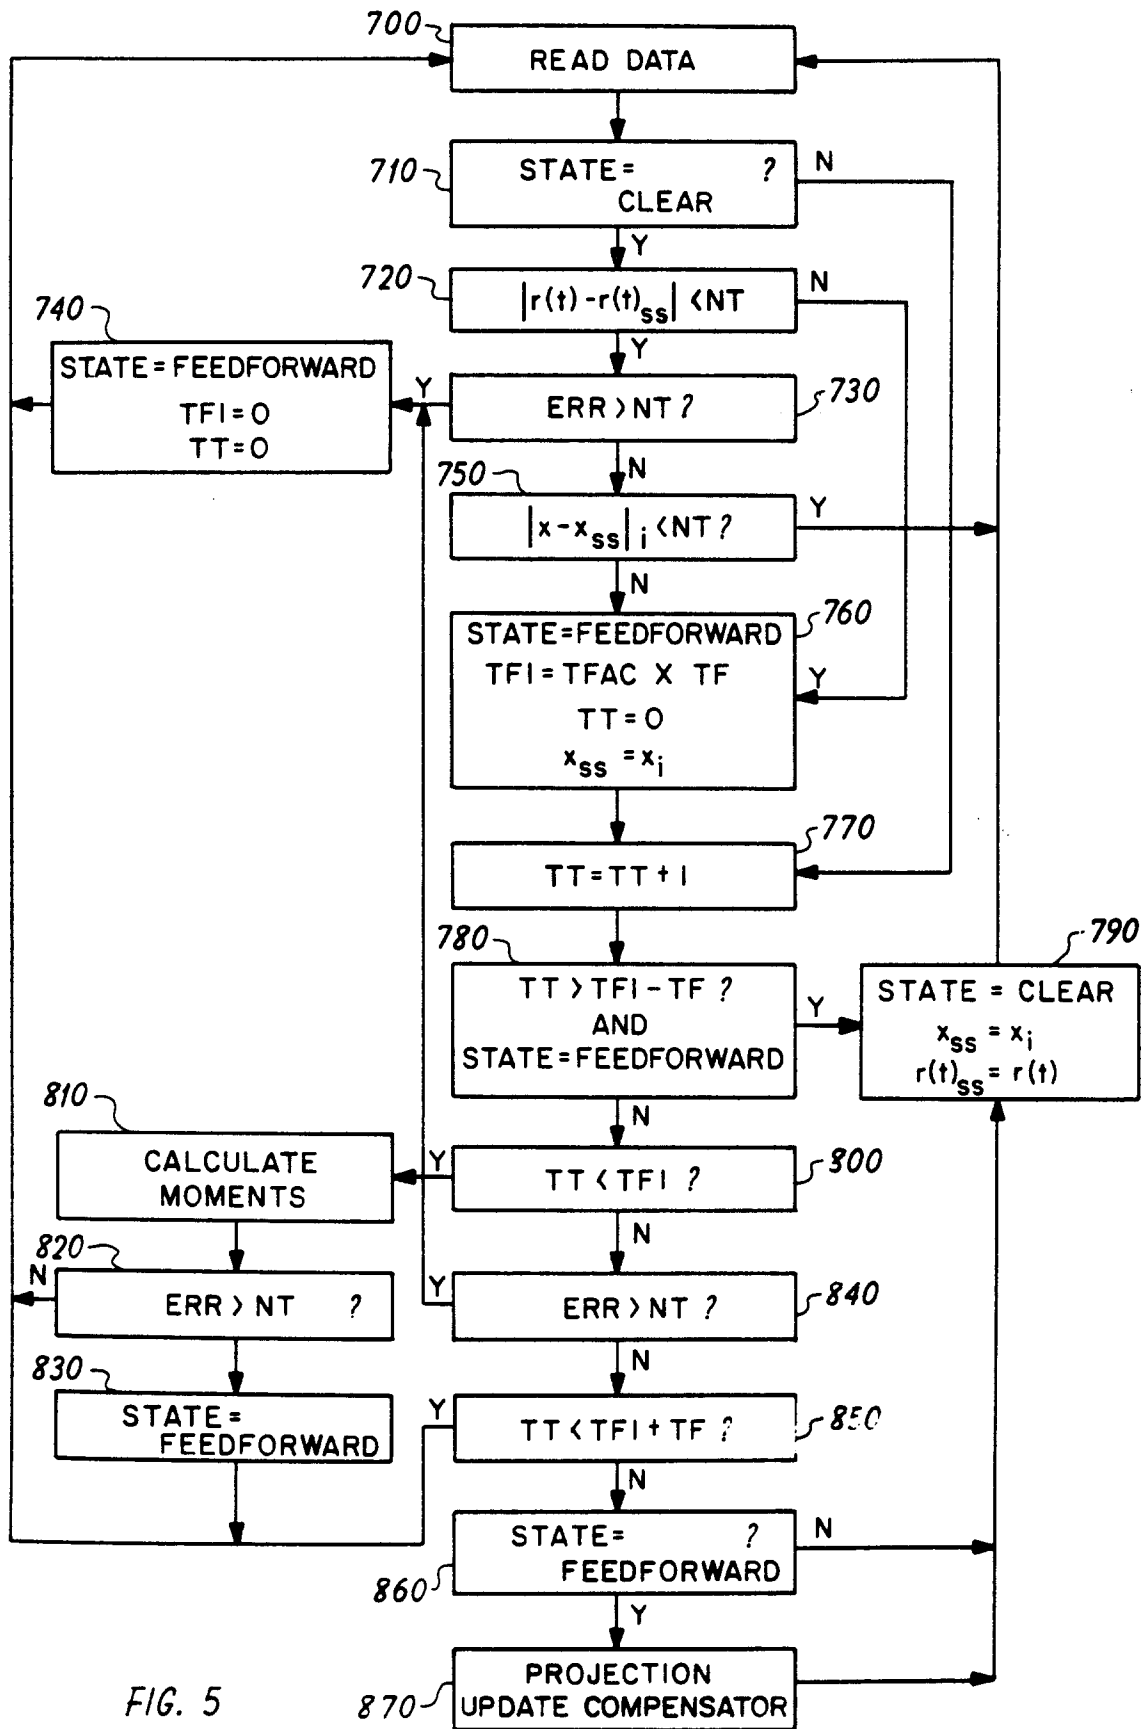 700
READ DATA
710
STATE= ?
CLEAR
N
Y
720
|r(t)-r(t)ss| <NT
N
Y
740
STATE=FEEDFORWARD
TFI=0
TT=0
Y
ERR>NT?
730
N
750
|x-xss|i <NT?
Y
N
760
STATE=FEEDFORWARD
TFI=TFAC X TF
TT=0
xss=xi
Y
770
TT=TT+1
780
TT>TFI-TF ?
AND
STATE=FEEDFORWARD
Y
N
790
STATE = CLEAR
xss = xi
r(t)ss=r(t)
810
CALCULATE
MOMENTS
Y
TT<TFI ?
800
N
820
N
ERR>NT ?
Y
ERR>NT ?
840
N
830
STATE=
FEEDFORWARD
Y
TT<TFI+TF ?
850
N
STATE= ?
FEEDFORWARD
860
N
Y
PROJECTION
UPDATE COMPENSATOR
870
FIG. 5